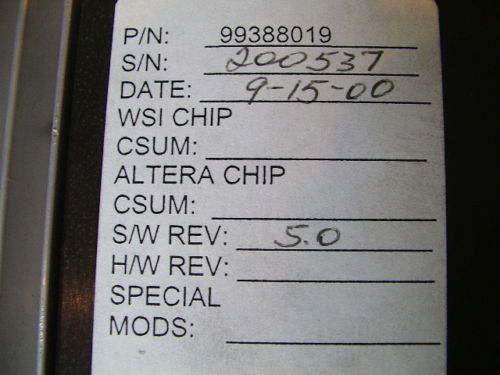 P/N: 99388019
S/N: 200537
DATE: 9-15-00
WSI CHIP
CSUM:
ALTERA CHIP
CSUM:
S/W REV: 5.0
H/W REV:
SPECIAL
MODS: